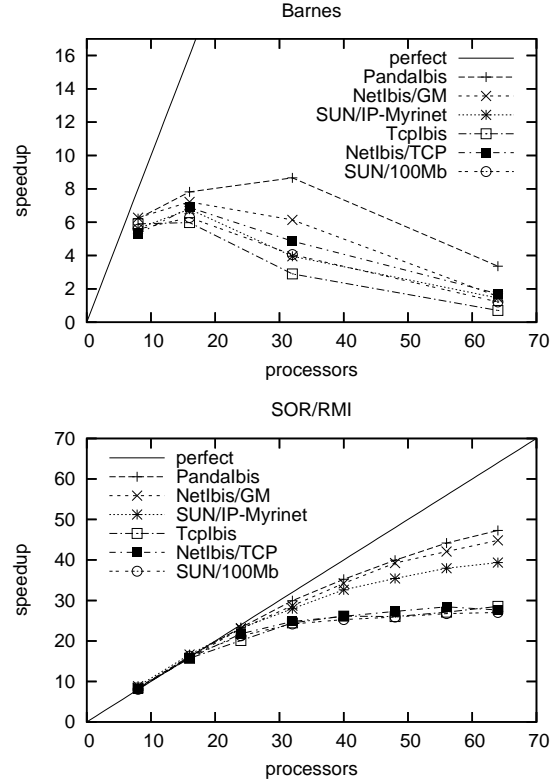 Barnes
16
14
12
10
8
6
4
2
0
speedup
perfect
PandaIbis
NetIbis/GM
SUN/IP-Myrinet
TcpIbis
NetIbis/TCP
SUN/100Mb
0 10 20 30 40 50 60 70
processors
SOR/RMI
70
60
50
40
30
20
10
0
speedup
perfect
PandaIbis
NetIbis/GM
SUN/IP-Myrinet
TcpIbis
NetIbis/TCP
SUN/100Mb
0 10 20 30 40 50 60 70
processors